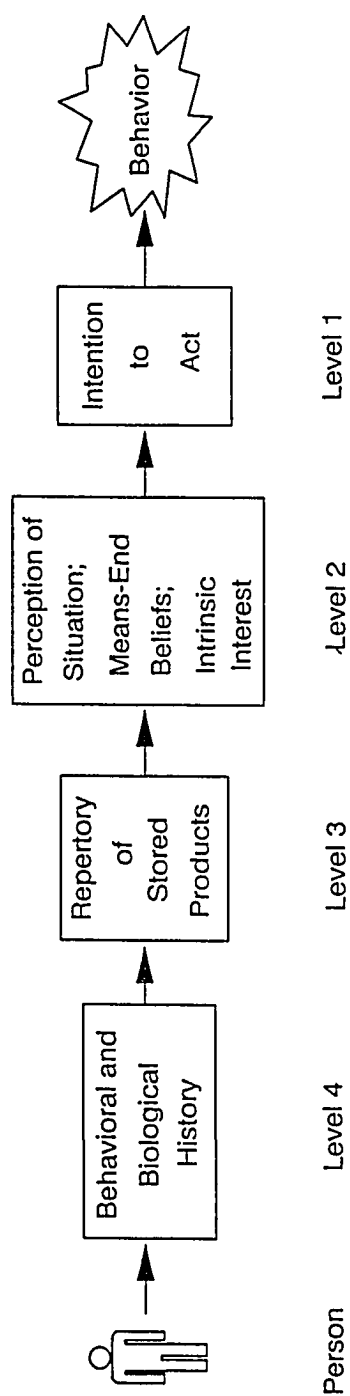 Behavioral and
Biological
History
Repertory
of
Stored
Products
Perception of
Situation;
Means-End
Beliefs;
Intrinsic
Interest
Intention
to
Act
Behavior
Person
Level 4
Level 3
Level 2
Level 1